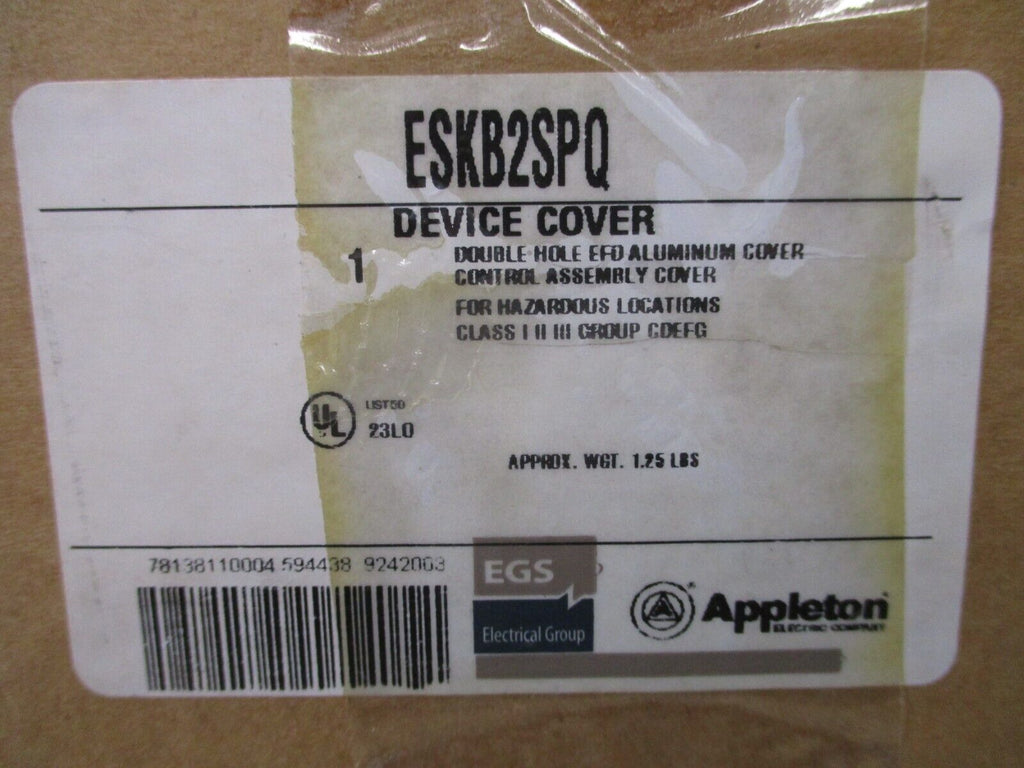 ESKB2SPQ
DEVICE COVER
1
DOUBLE HOLE EFD ALUMINUM COVER
CONTROL ASSEMBLY COVER
FOR HAZARDOUS LOCATIONS
CLASS I II III GROUP CDEFG
UL
LISTED
23L0
APPROX. WGT. 1.25 LBS
78138110004 594438 9242003
EGS
Electrical Group
Appleton
ELECTRIC COMPANY